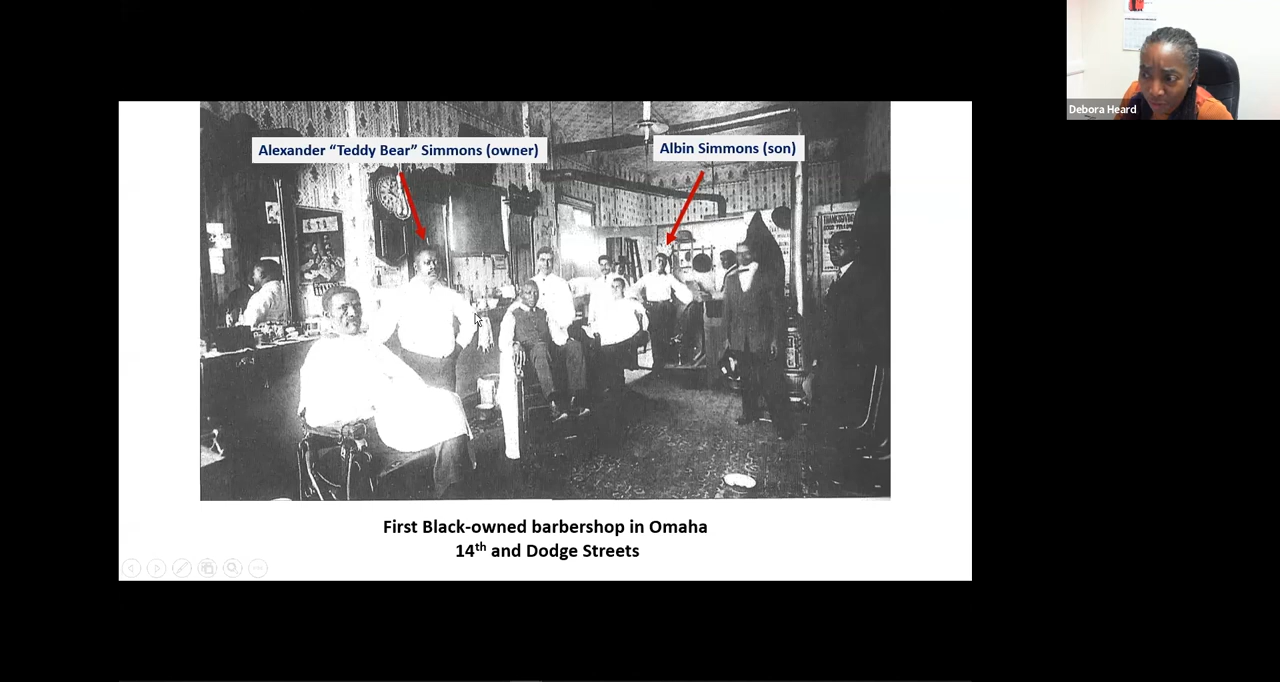 Debora Heard
Alexander “Teddy Bear” Simmons (owner)
Albin Simmons (son)
First Black-owned barbershop in Omaha
14th and Dodge Streets